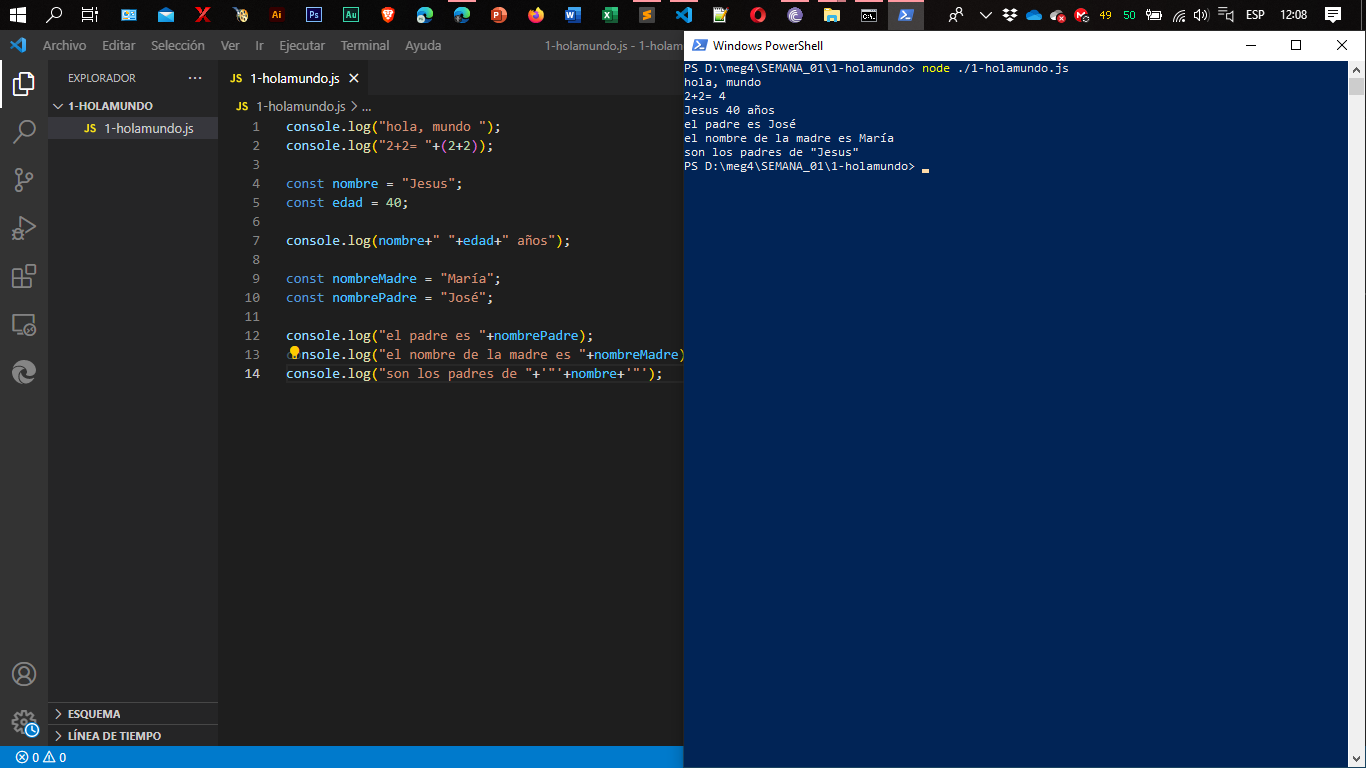 Ai
Ps
Au
49
50
ESP
12:08
Archivo Editar Selección Ver Ir Ejecutar Terminal Ayuda
1-holamundo.js - 1-holam
Windows PowerShell
EXPLORADOR
1-HOLAMUNDO
JS 1-holamundo.js
JS 1-holamundo.js
JS 1-holamundo.js > ...
1 console.log("hola, mundo ");
2 console.log("2+2= "+(2+2));
3
4 const nombre = "Jesus";
5 const edad = 40;
6
7 console.log(nombre+" "+edad+" años");
8
9 const nombreMadre = "María";
10 const nombrePadre = "José";
11
12 console.log("el padre es "+nombrePadre);
13 c nsole.log("el nombre de la madre es "+nombreMadre)
14 console.log("son los padres de "+'"'+nombre+'"');
ESQUEMA
LÍNEA DE TIEMPO
0 0
PS D:\meg4\SEMANA_01\1-holamundo> node ./1-holamundo.js
hola, mundo
2+2= 4
Jesus 40 años
el padre es José
el nombre de la madre es María
son los padres de "Jesus"
PS D:\meg4\SEMANA_01\1-holamundo>